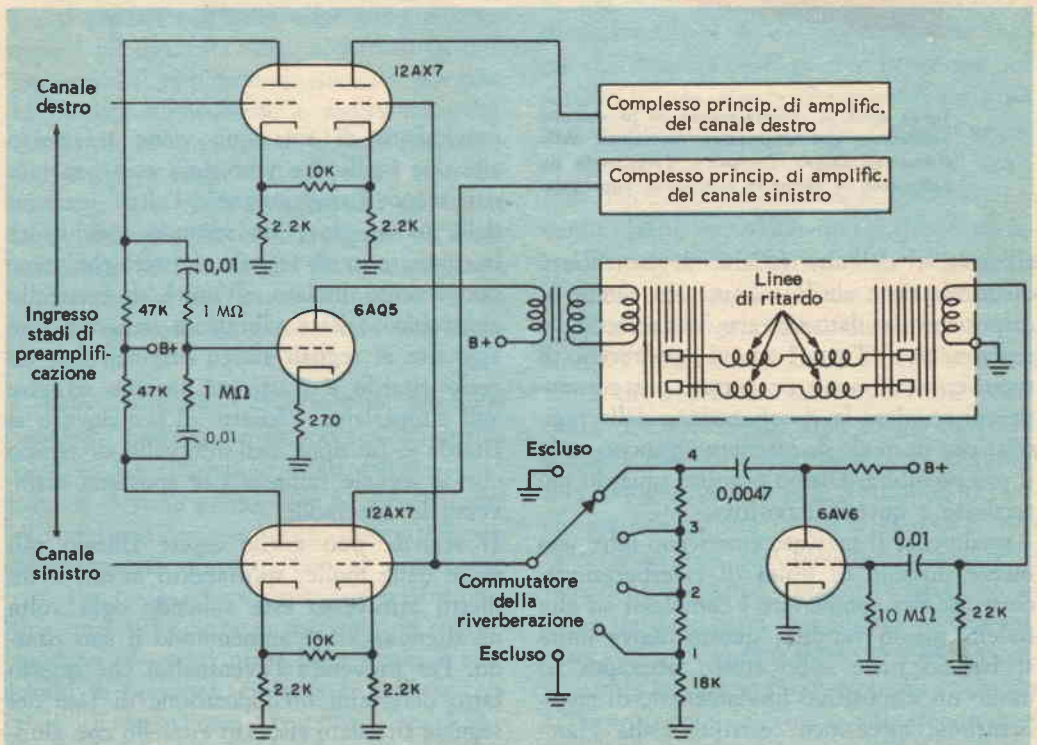 12AX7
Canale
destro
10K
2.2K
2.2K
Complesso princip. di amplific.
del canale destro
Complesso princip. di amplific.
del canale sinistro
0,01
47K
1 MΩ
Ingresso
stadi di
preamplifi-
cazione
B+
6AQ5
B+
Linee
di ritardo
47K
1 MΩ
270
0,01
Escluso
4
0,0047
B+
12AX7
3
6AV6
0,01
Canale
sinistro
Commutatore
della
riverberazione
2
10 MΩ
22K
10K
Escluso
1
2.2K
2.2K
18K